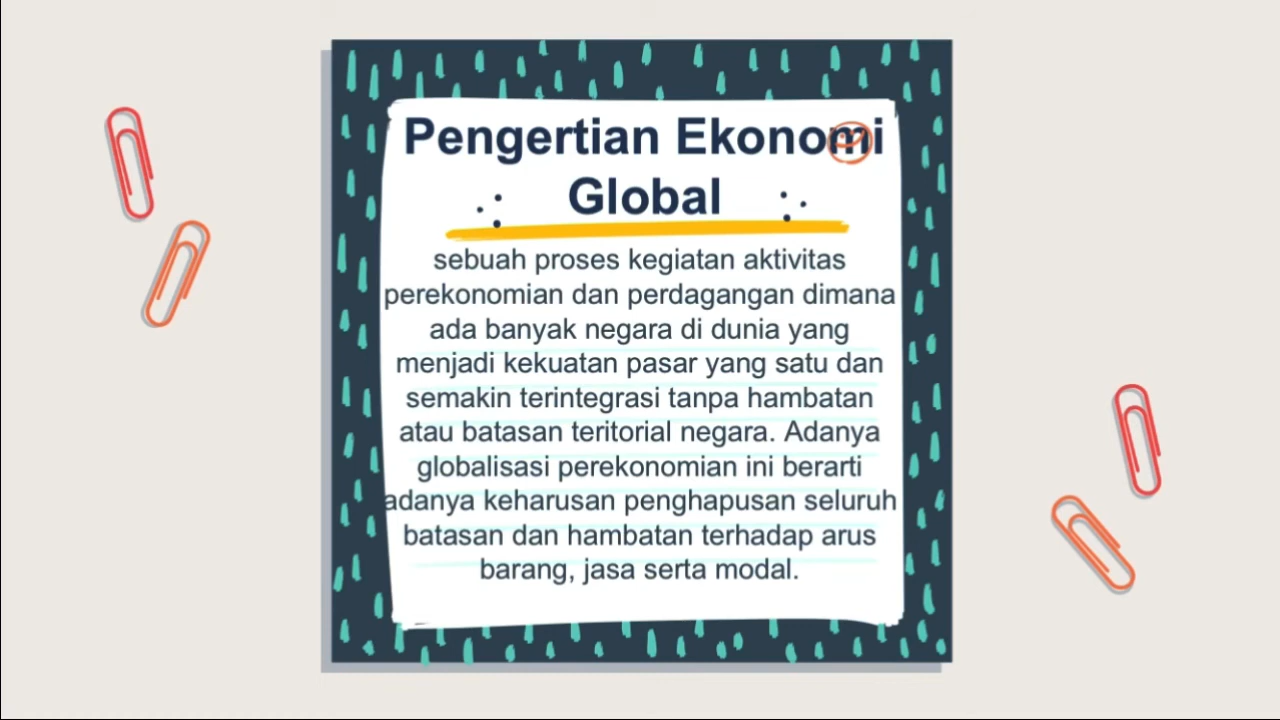 Pengertian Ekonomi
Global
sebuah proses kegiatan aktivitas
perekonomian dan perdagangan dimana
ada banyak negara di dunia yang
menjadi kekuatan pasar yang satu dan
semakin terintegrasi tanpa hambatan
atau batasan teritorial negara. Adanya
globalisasi perekonomian ini berarti
adanya keharusan penghapusan seluruh
batasan dan hambatan terhadap arus
barang, jasa serta modal.